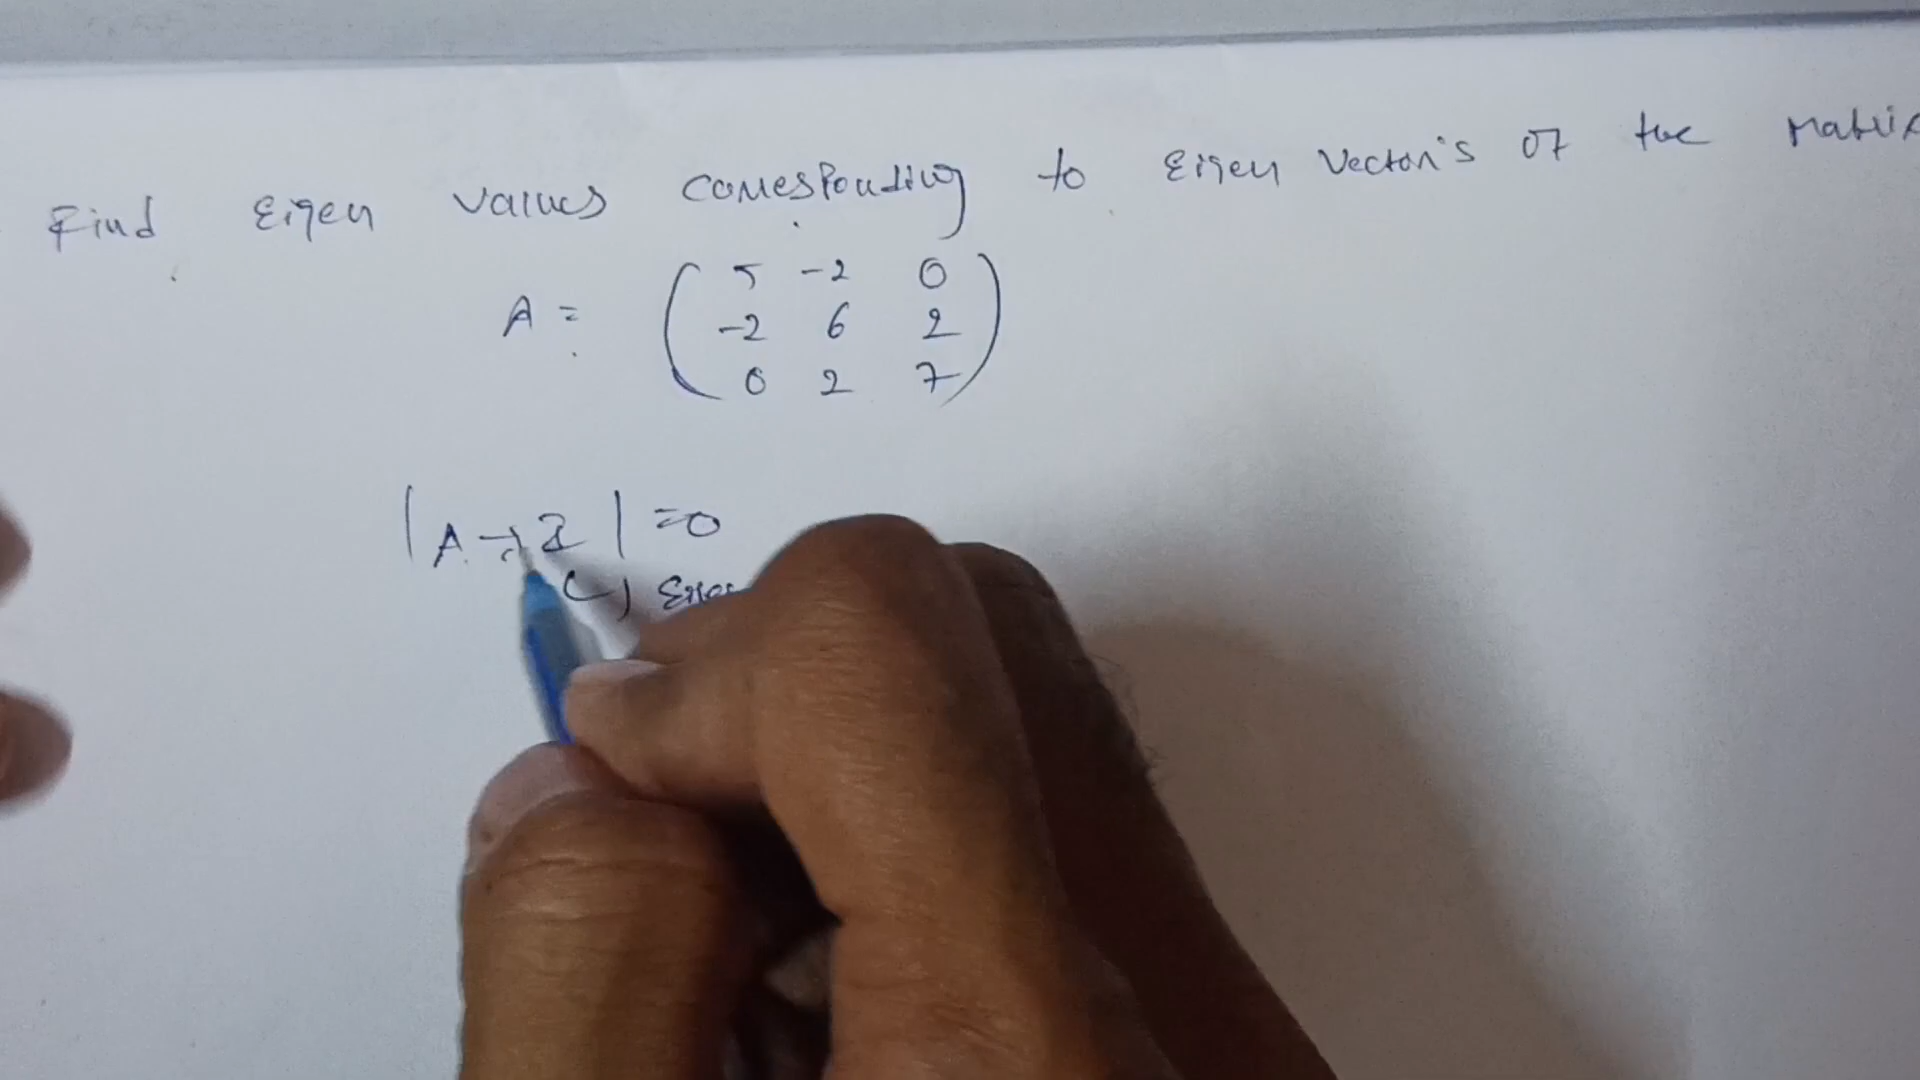 Find Eigen values corresponding to Eigen Vector's of the Matrix
A = ( 5 -2 0
-2 6 2
0 2 7 )
| A - λI | = 0